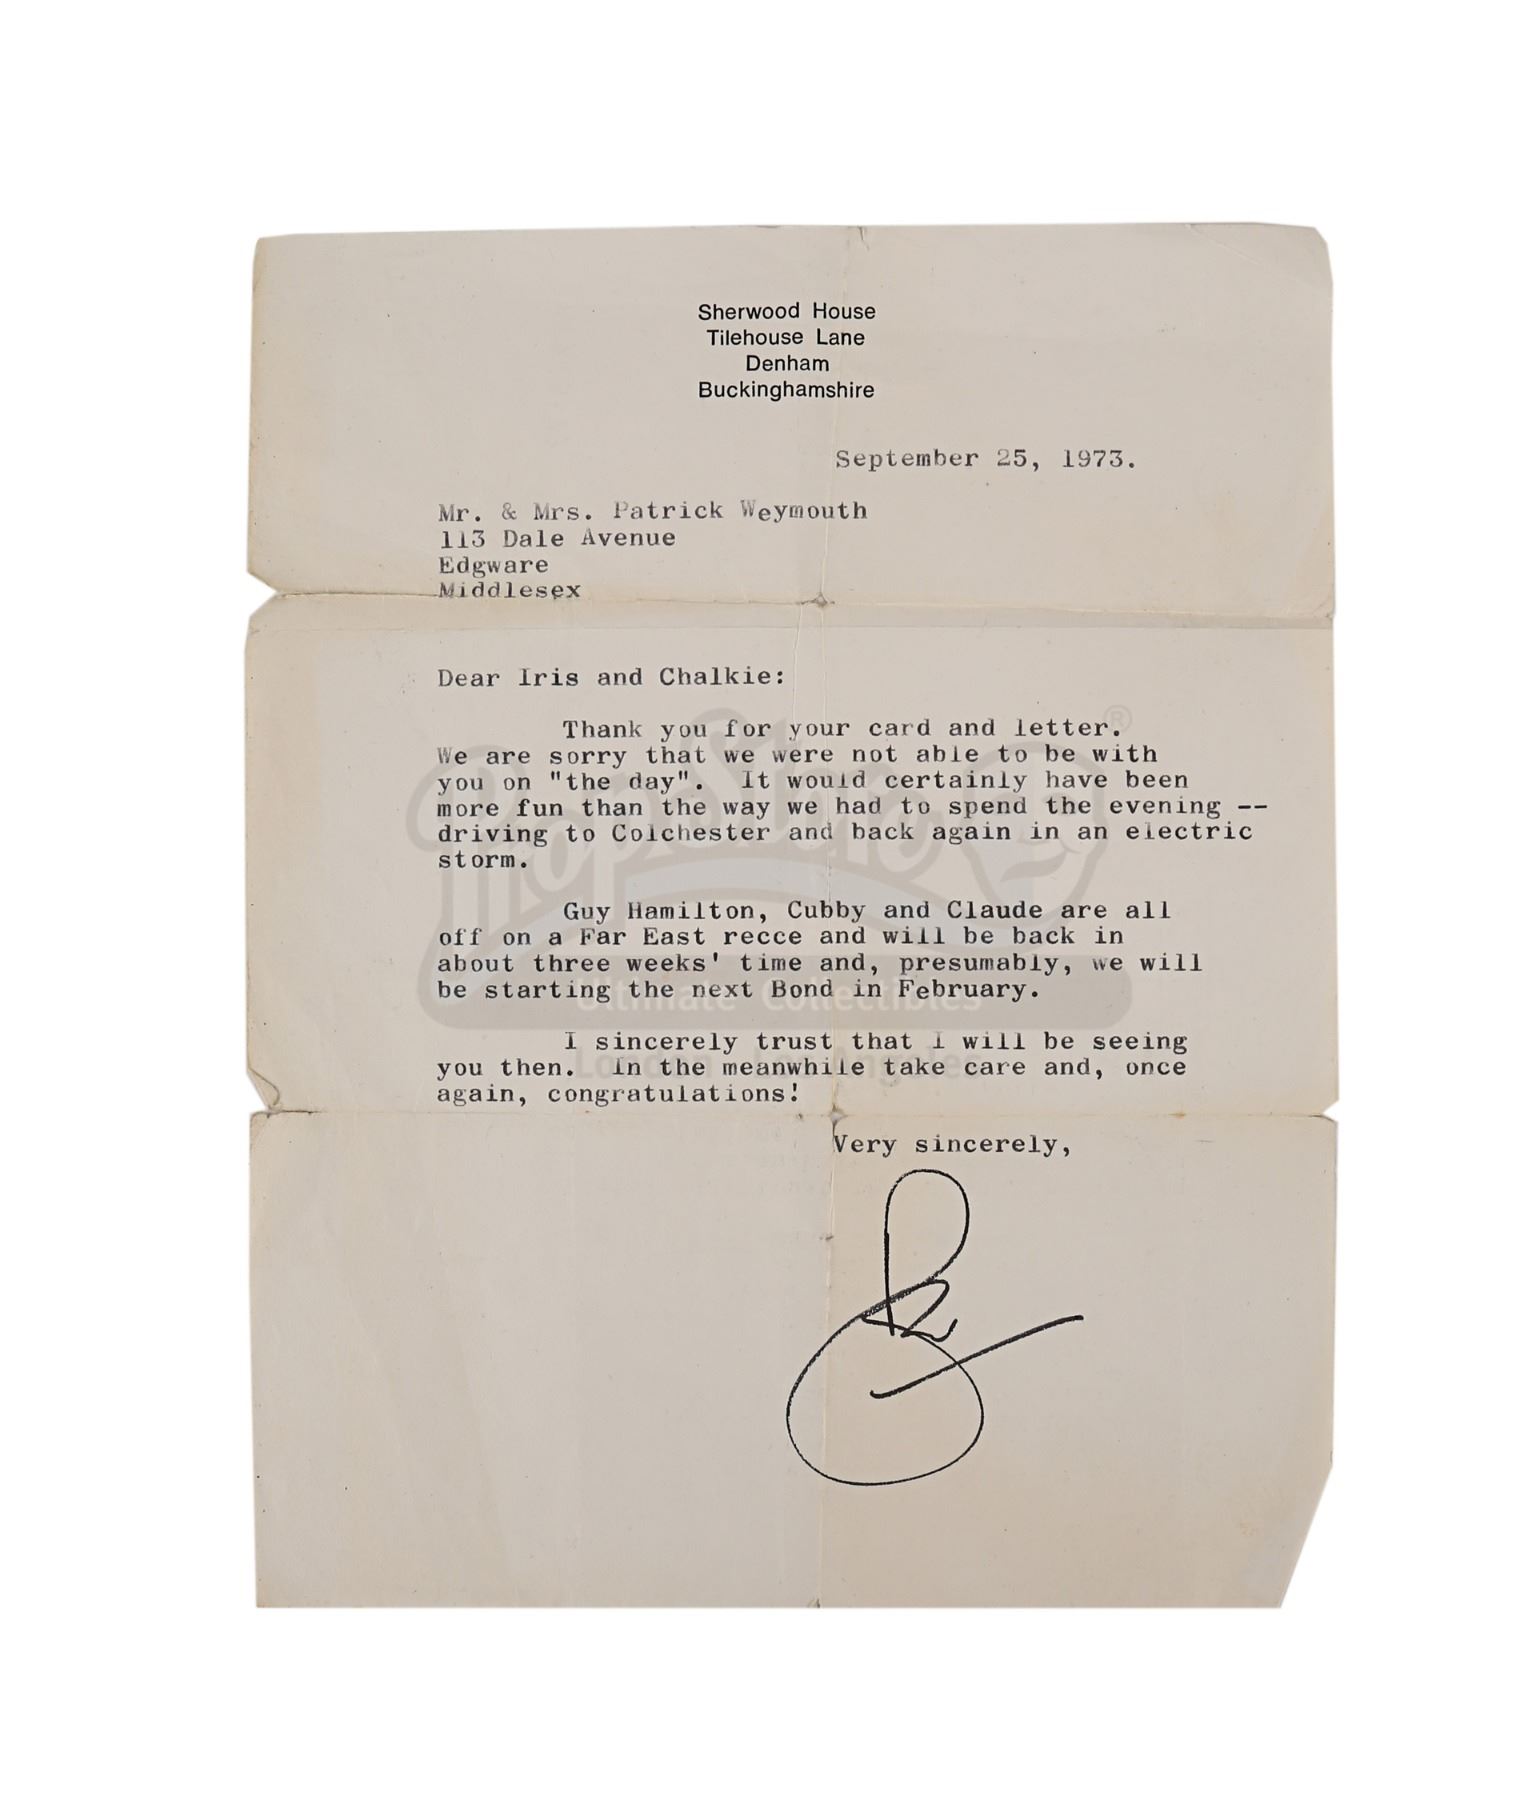 Sherwood House
Tilehouse Lane
Denham
Buckinghamshire
September 25, 1973.
Mr. & Mrs. Patrick Weymouth
113 Dale Avenue
Edgware
Middlesex
Dear Iris and Chalkie:
Thank you for your card and letter.
We are sorry that we were not able to be with
you on "the day". It would certainly have been
more fun than the way we had to spend the evening --
driving to Colchester and back again in an electric
storm.
Guy Hamilton, Cubby and Claude are all
off on a Far East recce and will be back in
about three weeks' time and, presumably, we will
be starting the next Bond in February.
I sincerely trust that I will be seeing
you then. In the meanwhile take care and, once
again, congratulations!
Very sincerely,
PropStore®
Ultimate Collectibles
London Los Angeles